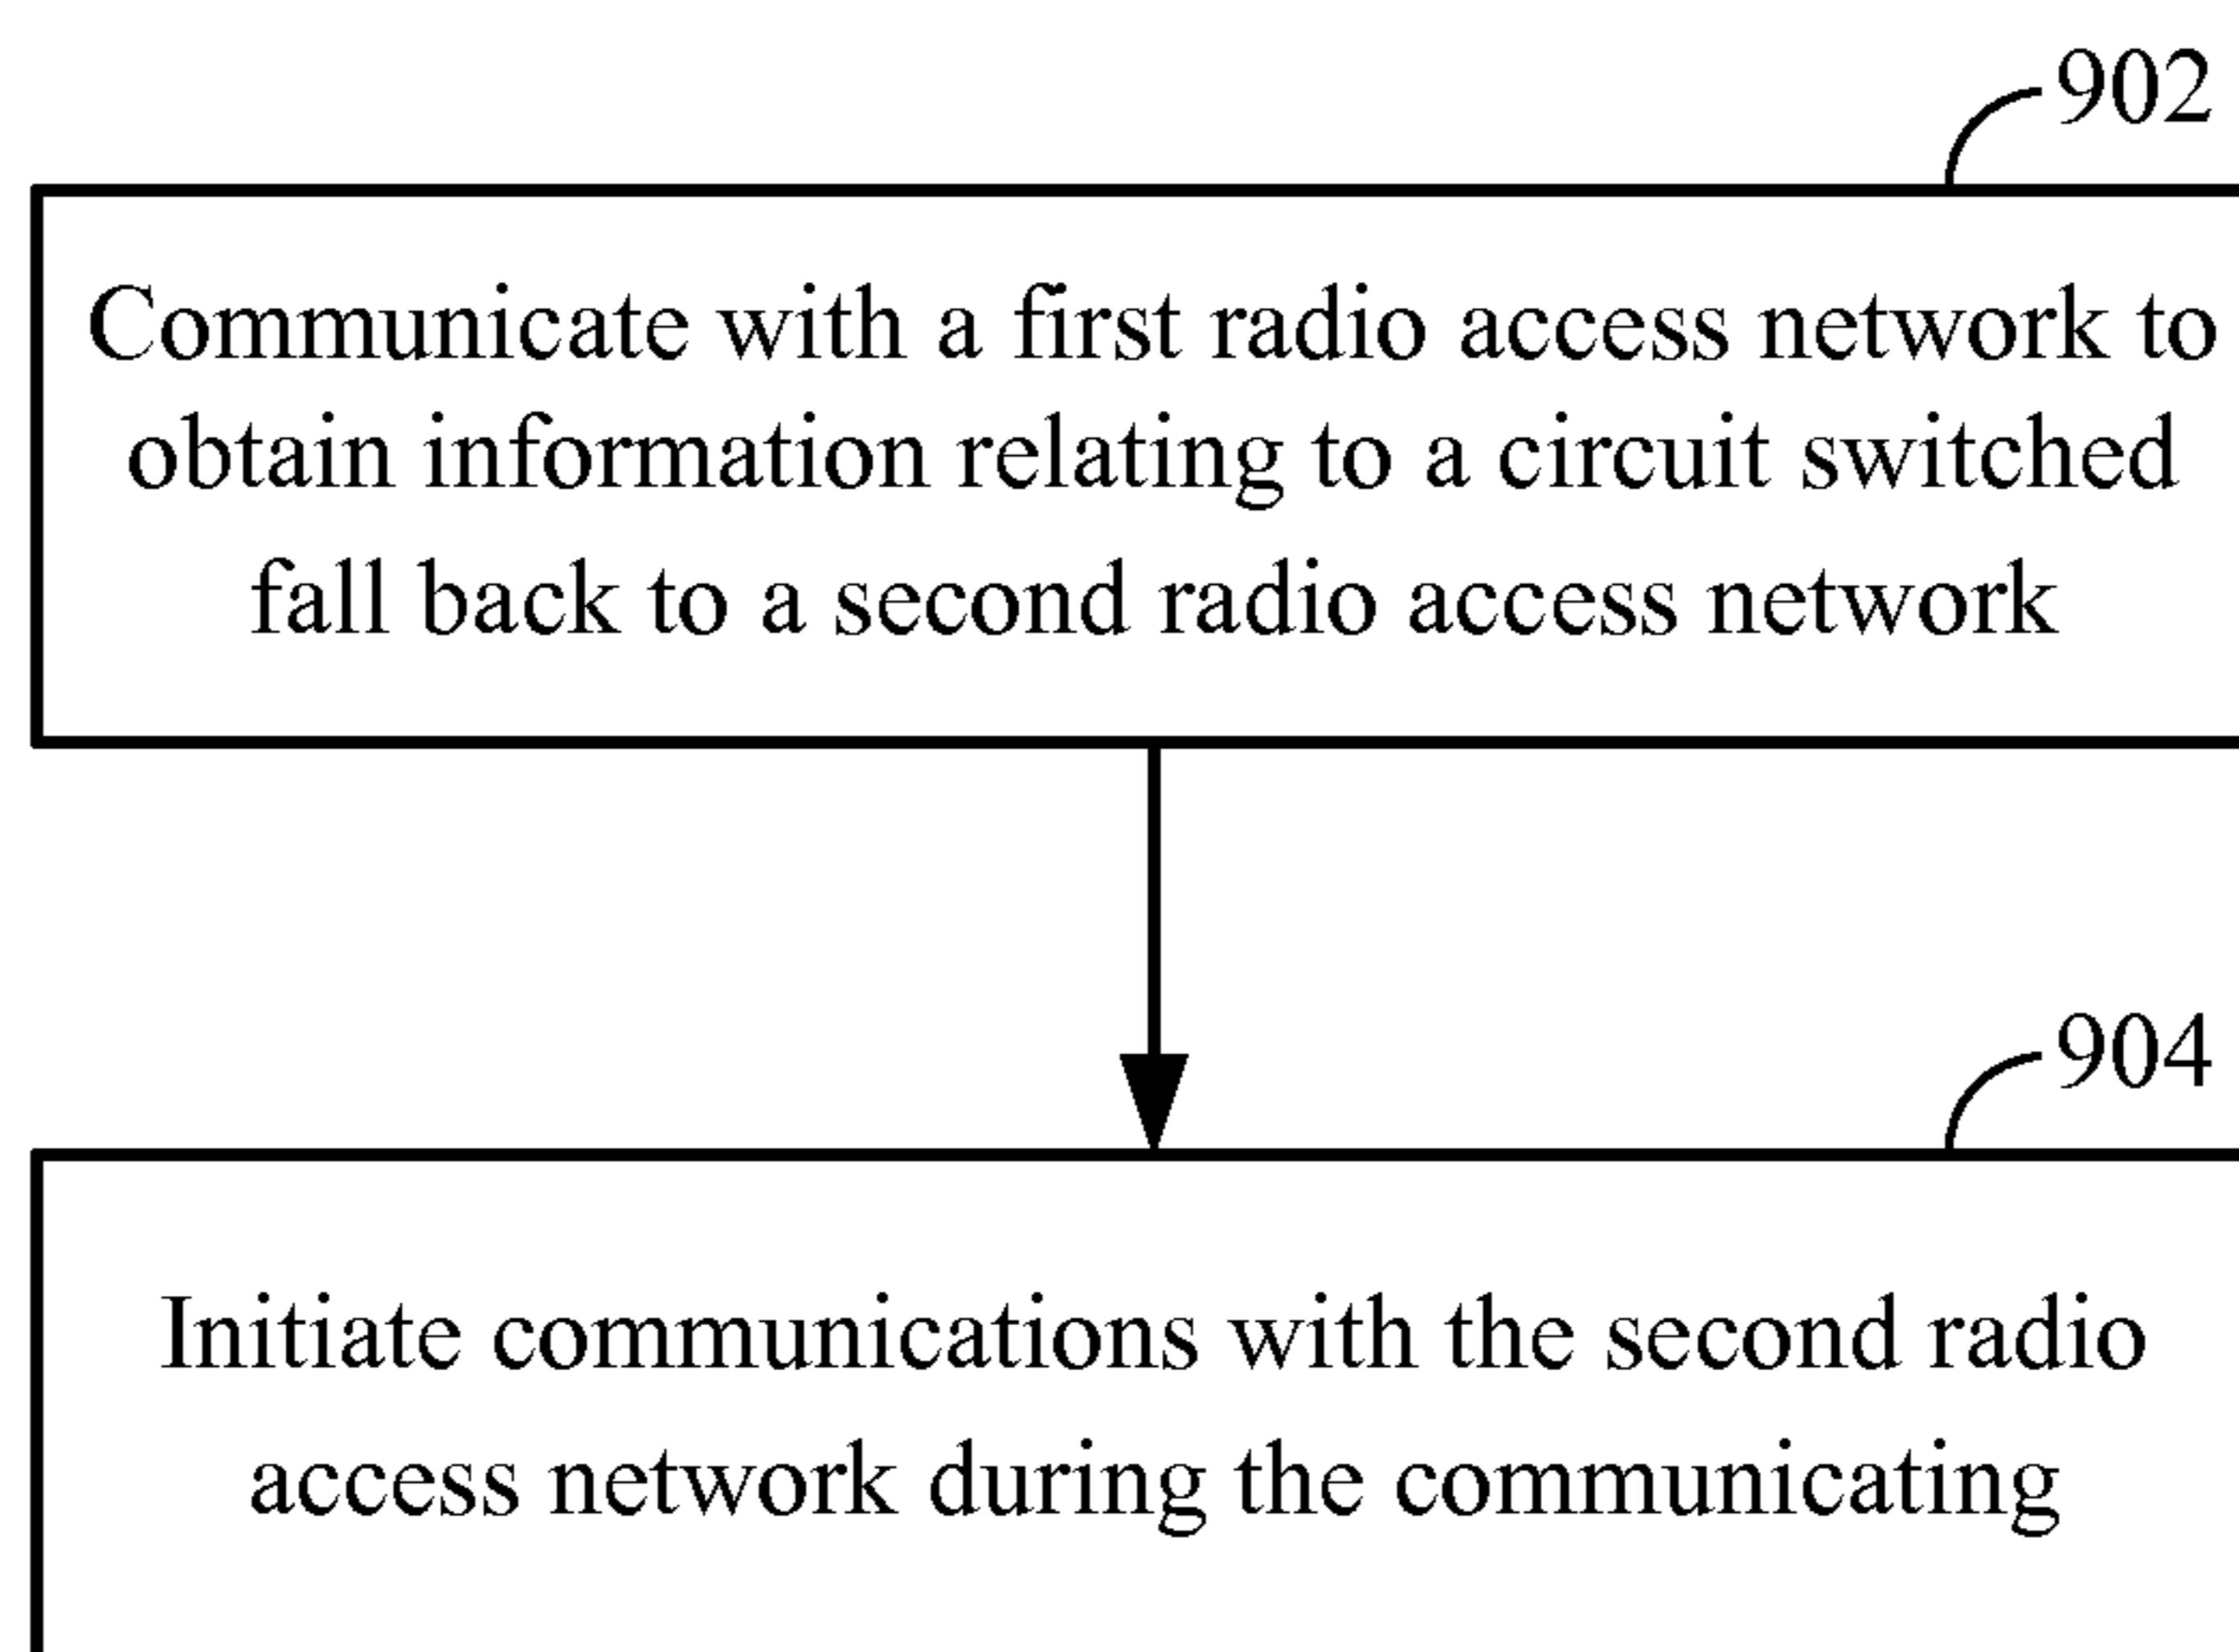 902
Communicate with a first radio access network to
obtain information relating to a circuit switched
fall back to a second radio access network
904
Initiate communications with the second radio
access network during the communicating